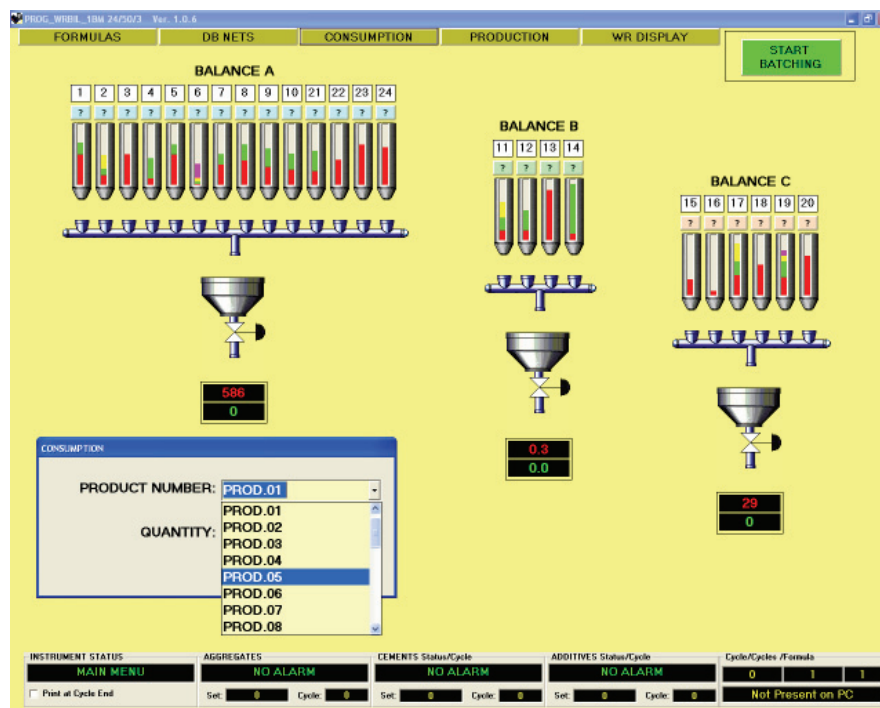 PROG_WRBIL_1BM 24/50/3 Ver. 1.0.6
FORMULAS DB NETS CONSUMPTION PRODUCTION WR DISPLAY
START
BATCHING
BALANCE A
1 2 3 4 5 6 7 8 9 10 21 22 23 24
? ? ? ? ? ? ? ? ? ? ? ? ? ?
BALANCE B
11 12 13 14
? ? ? ?
BALANCE C
15 16 17 18 19 20
? ? ? ? ? ?
586
0
0.3
0.0
29
0
CONSUMPTION
PRODUCT NUMBER: PROD.01
QUANTITY:
PROD.01
PROD.02
PROD.03
PROD.04
PROD.05
PROD.06
PROD.07
PROD.08
INSTRUMENT STATUS AGGREGATES CEMENTS Status/Cycle ADDITIVES Status/Cycle Cycle/Cycles /Formula
MAIN MENU NO ALARM NO ALARM NO ALARM 0 1 1
Print at Cycle End Set: 0 Cycle: 0 Set: 0 Cycle: 0 Set: 0 Cycle: 0 Not Present on PC